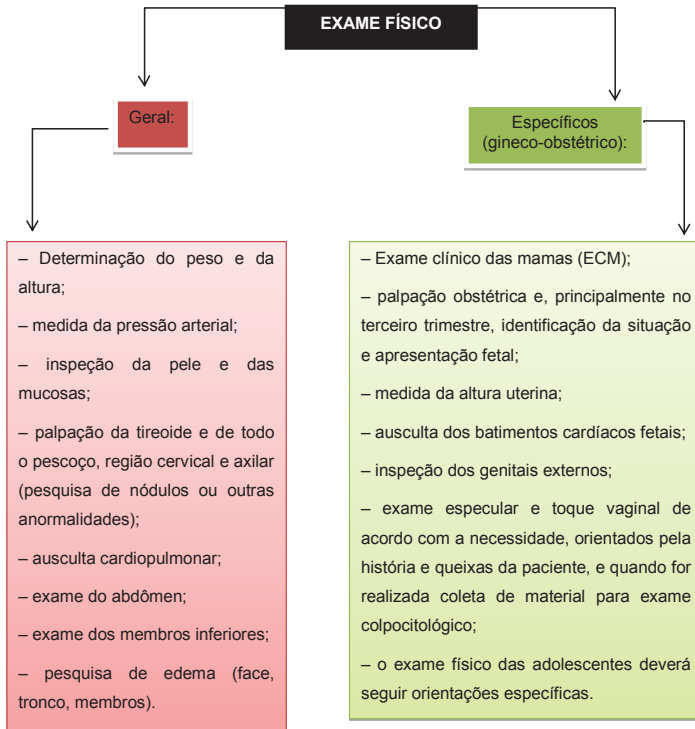 EXAME FÍSICO
Geral:
Específicos
(gineco-obstétrico):
– Determinação do peso e da
altura;
– medida da pressão arterial;
– inspeção da pele e das
mucosas;
– palpação da tireoide e de todo
o pescoço, região cervical e axilar
(pesquisa de nódulos ou outras
anormalidades);
– ausculta cardiopulmonar;
– exame do abdômen;
– exame dos membros inferiores;
– pesquisa de edema (face,
tronco, membros).
– Exame clínico das mamas (ECM);
– palpação obstétrica e, principalmente no
terceiro trimestre, identificação da situação
e apresentação fetal;
– medida da altura uterina;
– ausculta dos batimentos cardíacos fetais;
– inspeção dos genitais externos;
– exame especular e toque vaginal de
acordo com a necessidade, orientados pela
história e queixas da paciente, e quando for
realizada coleta de material para exame
colpocitológico;
– o exame físico das adolescentes deverá
seguir orientações específicas.